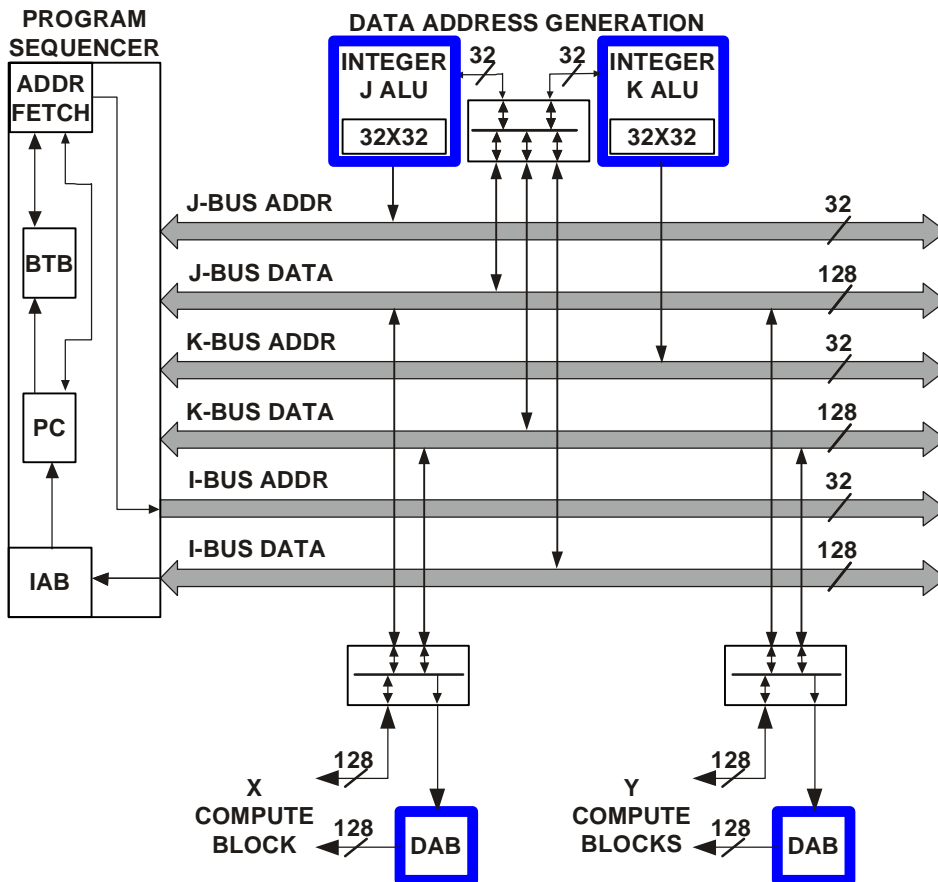 PROGRAM
SEQUENCER
DATA ADDRESS GENERATION
ADDR
FETCH
INTEGER
J ALU
32X32
32
32
INTEGER
K ALU
32X32
BTB
PC
IAB
J-BUS ADDR
32
J-BUS DATA
128
K-BUS ADDR
32
K-BUS DATA
128
I-BUS ADDR
32
I-BUS DATA
128
128
X
COMPUTE
BLOCK
128
DAB
128
Y
COMPUTE
BLOCKS
128
DAB